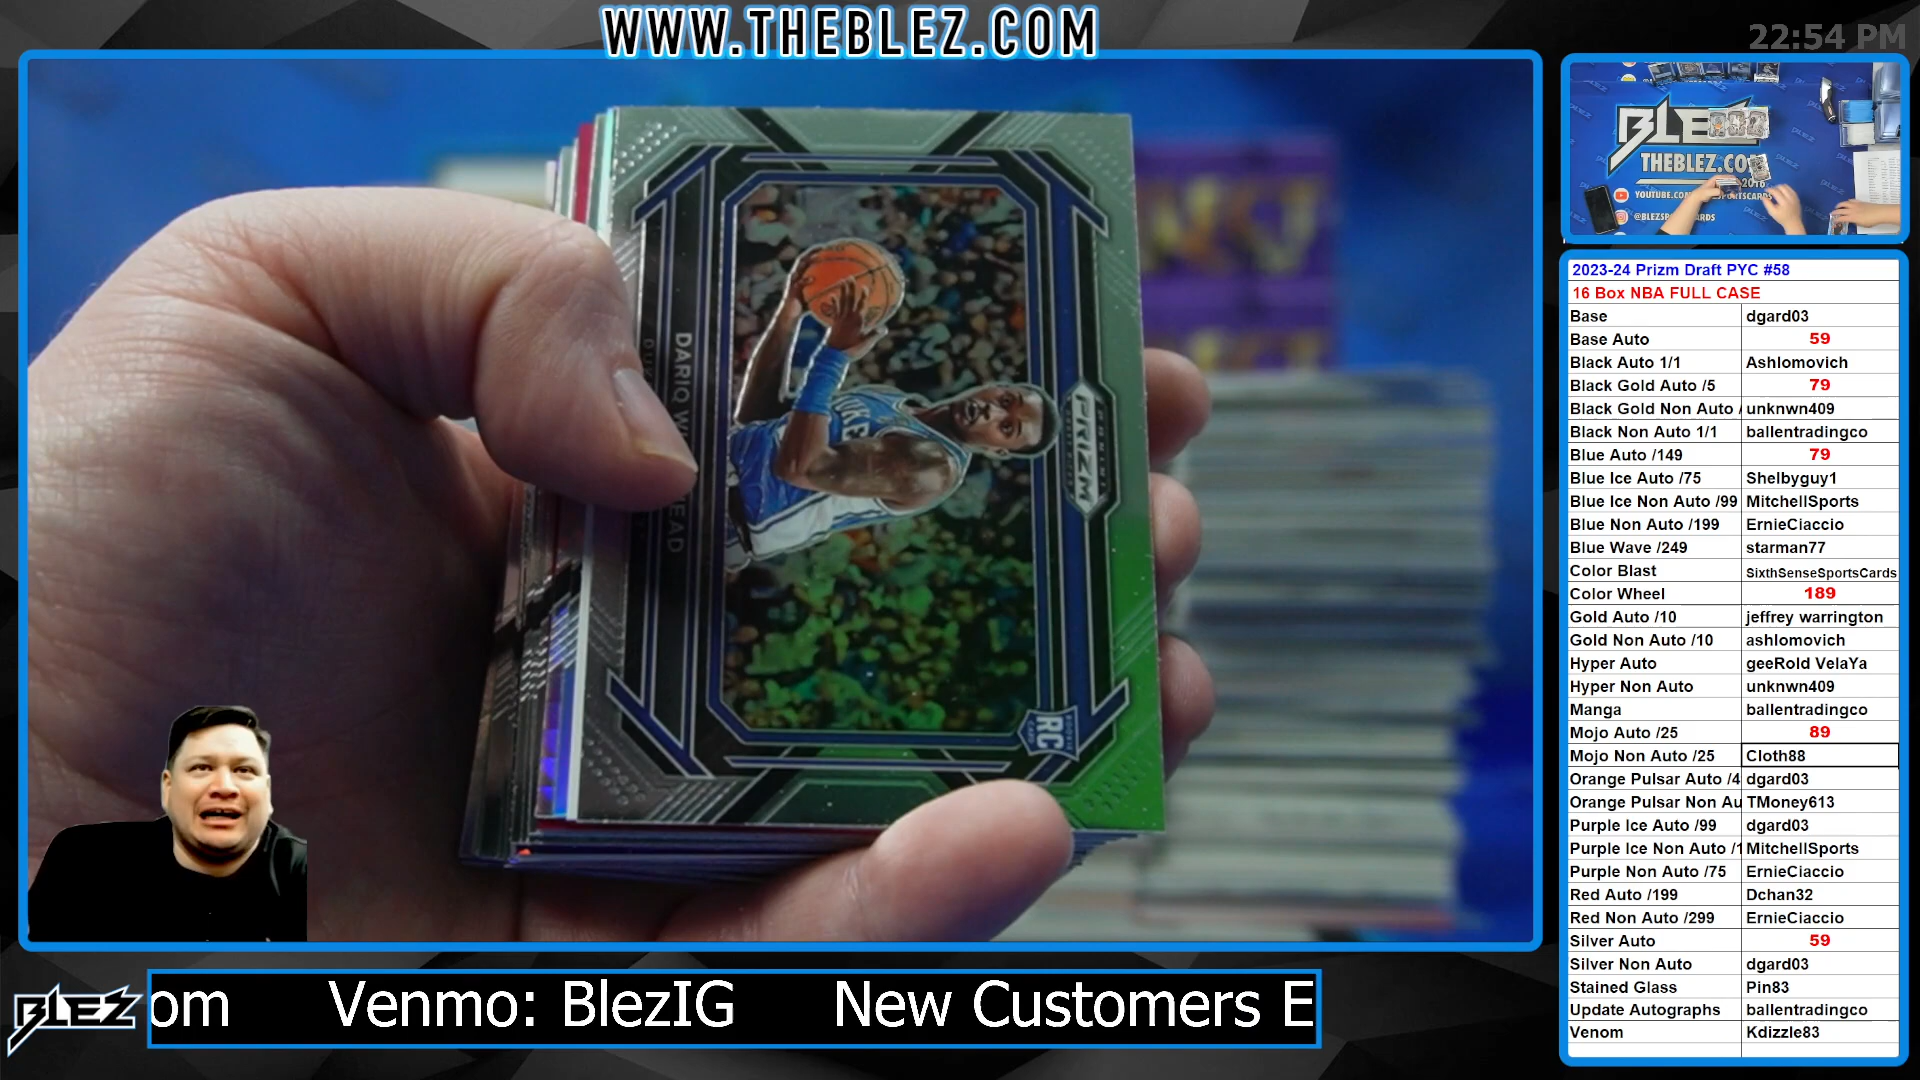 WWW.THEBLEZ.COM
22:54 PM
DARIQ
DUKE
PANINI
PRIZM
RC
ROOKIE
CARD
BLEZ
THEBLEZ.CO
2016
@BLEZSP
2023-24 Prizm Draft PYC #58
16 Box NBA FULL CASE
Base dgard03
Base Auto 59
Black Auto 1/1 Ashlomovich
Black Gold Auto /5 79
Black Gold Non Auto / unknwn409
Black Non Auto 1/1 ballentradingco
Blue Auto /149 79
Blue Ice Auto /75 Shelbyguy1
Blue Ice Non Auto /99 MitchellSports
Blue Non Auto /199 ErnieCiaccio
Blue Wave /249 starman77
Color Blast SixthSenseSportsCards
Color Wheel 189
Gold Auto /10 jeffrey warrington
Gold Non Auto /10 ashlomovich
Hyper Auto geeRold VelaYa
Hyper Non Auto unknwn409
Manga ballentradingco
Mojo Auto /25 89
Mojo Non Auto /25 Cloth88
Orange Pulsar Auto /4 dgard03
Orange Pulsar Non Au TMoney613
Purple Ice Auto /99 dgard03
Purple Ice Non Auto /1 MitchellSports
Purple Non Auto /75 ErnieCiaccio
Red Auto /199 Dchan32
Red Non Auto /299 ErnieCiaccio
Silver Auto 59
Silver Non Auto dgard03
Stained Glass Pin83
Update Autographs ballentradingco
Venom Kdizzle83
BLEZ
om Venmo: BlezIG New Customers E